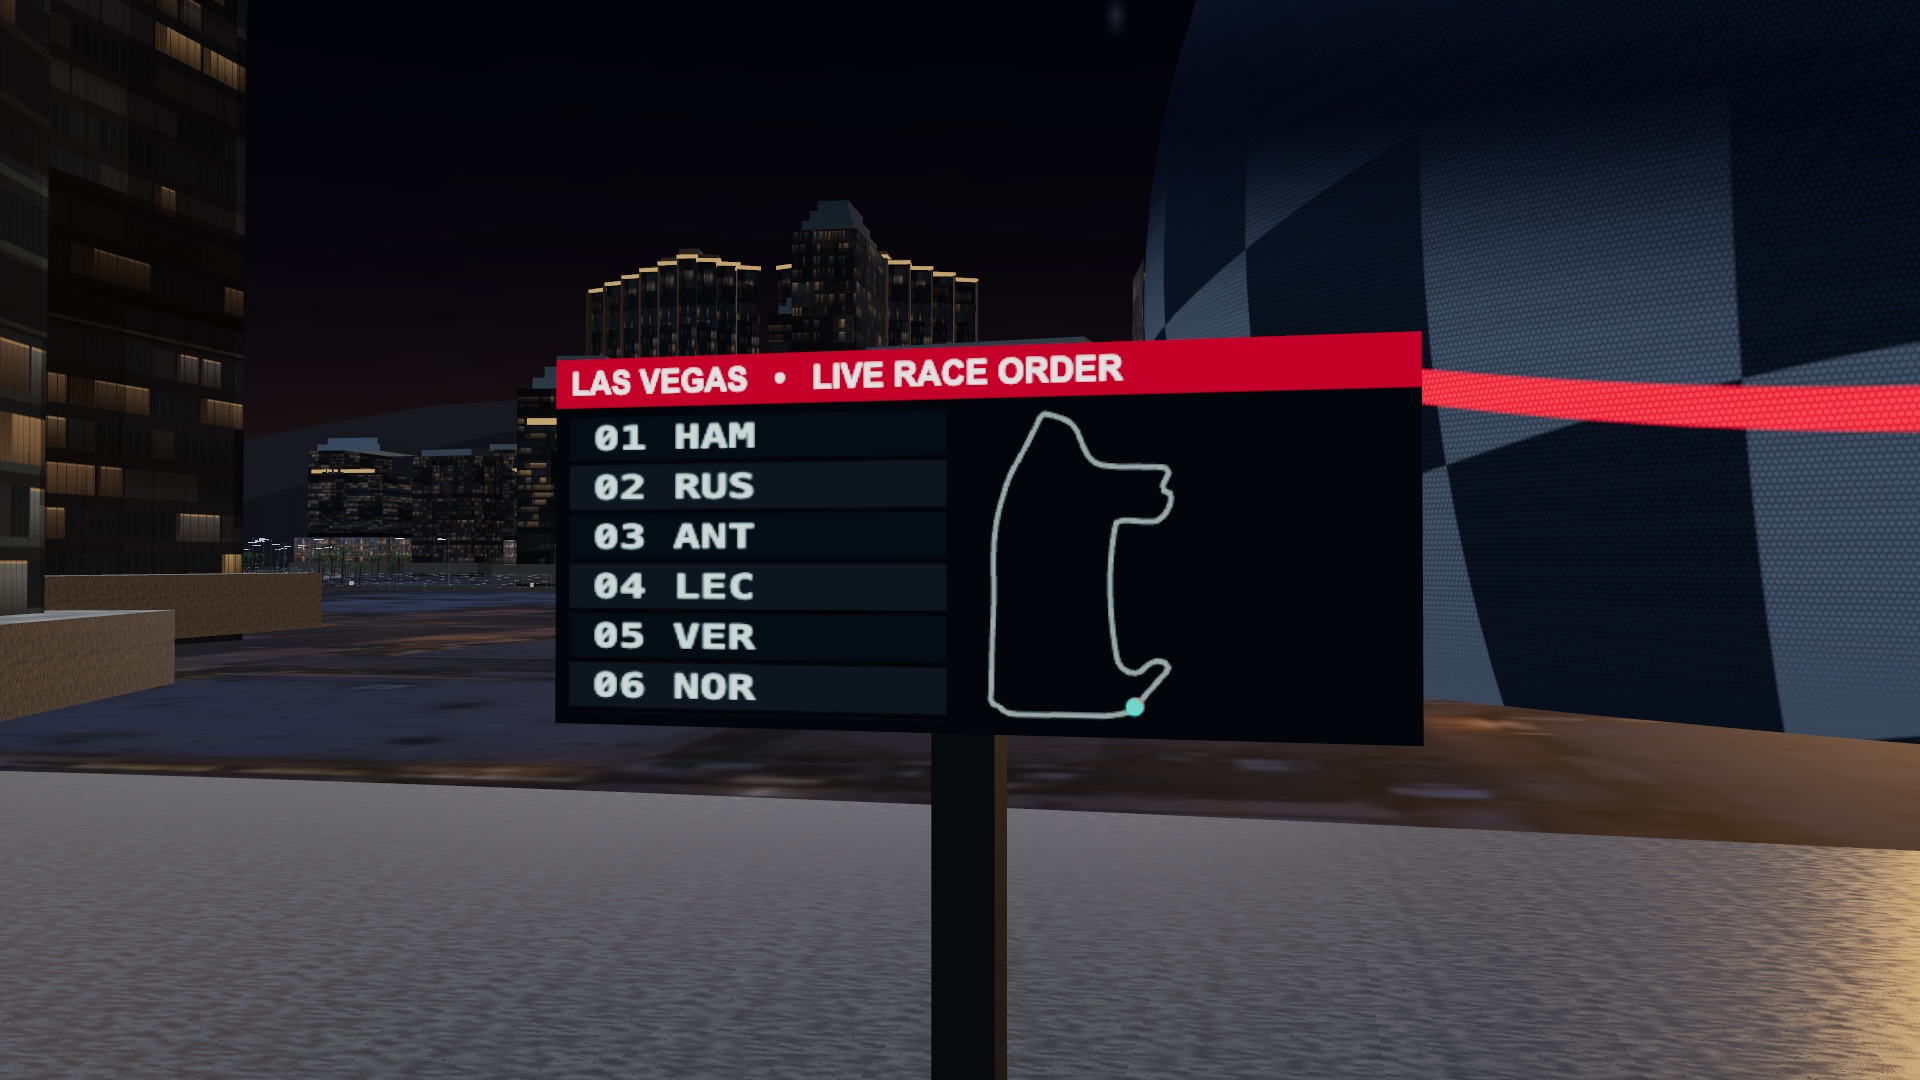 LAS VEGAS • LIVE RACE ORDER
01 HAM
02 RUS
03 ANT
04 LEC
05 VER
06 NOR